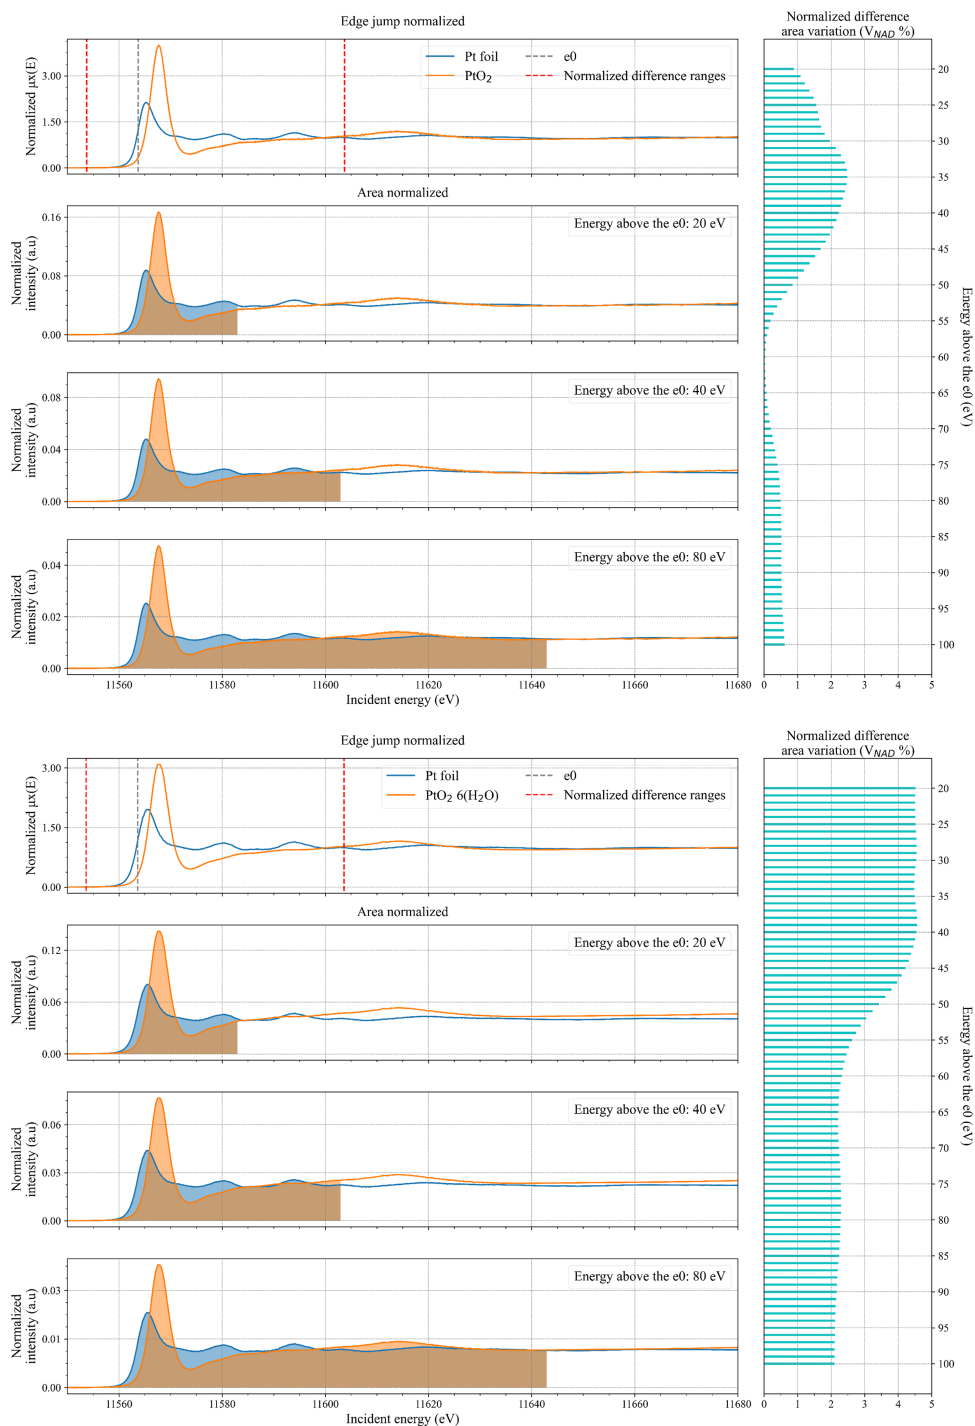 Edge jump normalized
Normalized μx(E)
3.00
1.50
0.00
Pt foil
PtO2
e0
Normalized difference ranges
Area normalized
Normalized
intensity (a.u)
0.16
0.08
0.00
Energy above the e0: 20 eV
Normalized
intensity (a.u)
0.08
0.04
0.00
Energy above the e0: 40 eV
Normalized
intensity (a.u)
0.04
0.02
0.00
Energy above the e0: 80 eV
11560 11580 11600 11620 11640 11660 11680
Incident energy (eV)
Normalized difference
area variation (VNAD %)
20
25
30
35
40
45
50
55
60
65
70
75
80
85
90
95
100
Energy above the e0 (eV)
0 1 2 3 4 5
Edge jump normalized
Normalized μx(E)
3.00
1.50
0.00
Pt foil
PtO2 6(H2O)
e0
Normalized difference ranges
Area normalized
Normalized
intensity (a.u)
0.12
0.06
0.00
Energy above the e0: 20 eV
Normalized
intensity (a.u)
0.06
0.03
0.00
Energy above the e0: 40 eV
Normalized
intensity (a.u)
0.03
0.01
0.00
Energy above the e0: 80 eV
11560 11580 11600 11620 11640 11660 11680
Incident energy (eV)
Normalized difference
area variation (VNAD %)
20
25
30
35
40
45
50
55
60
65
70
75
80
85
90
95
100
Energy above the e0 (eV)
0 1 2 3 4 5